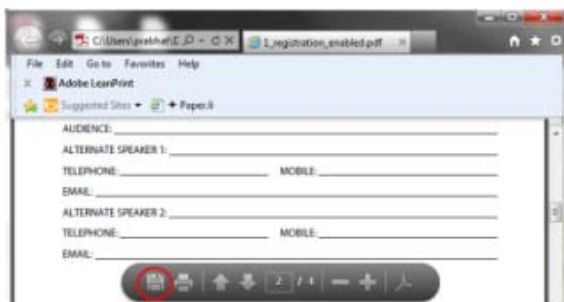 C:\Users\prabhat\D 1_registration_enabled.pdf
File Edit Go to Favorites Help
x Adobe LeanPrint
Suggested Sites Paper.li
AUDIENCE:
ALTERNATE SPEAKER 1:
TELEPHONE: MOBILE:
EMAIL:
ALTERNATE SPEAKER 2:
TELEPHONE: MOBILE:
EMAIL:
2 / 4